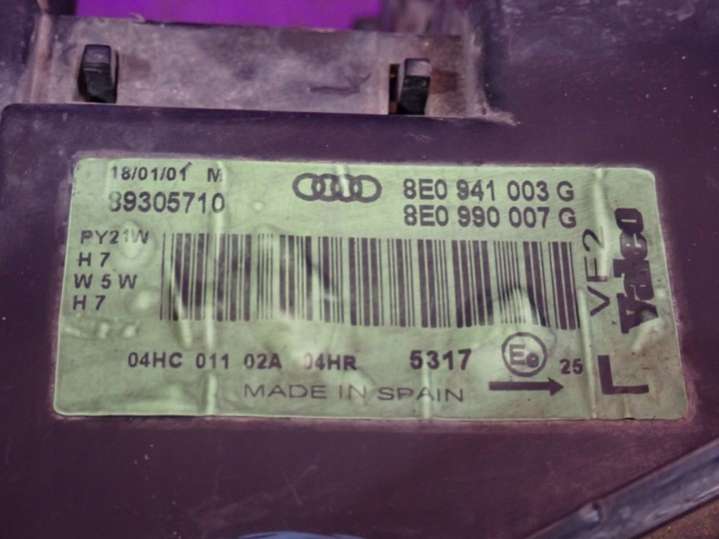 18/01/01 M
89305710
8E0 941 003 G
8E0 990 007 G
PY21W
H7
W5W
H7
04HC 011 02A 04HR 5317 25
MADE IN SPAIN
VF2
Valeo
L